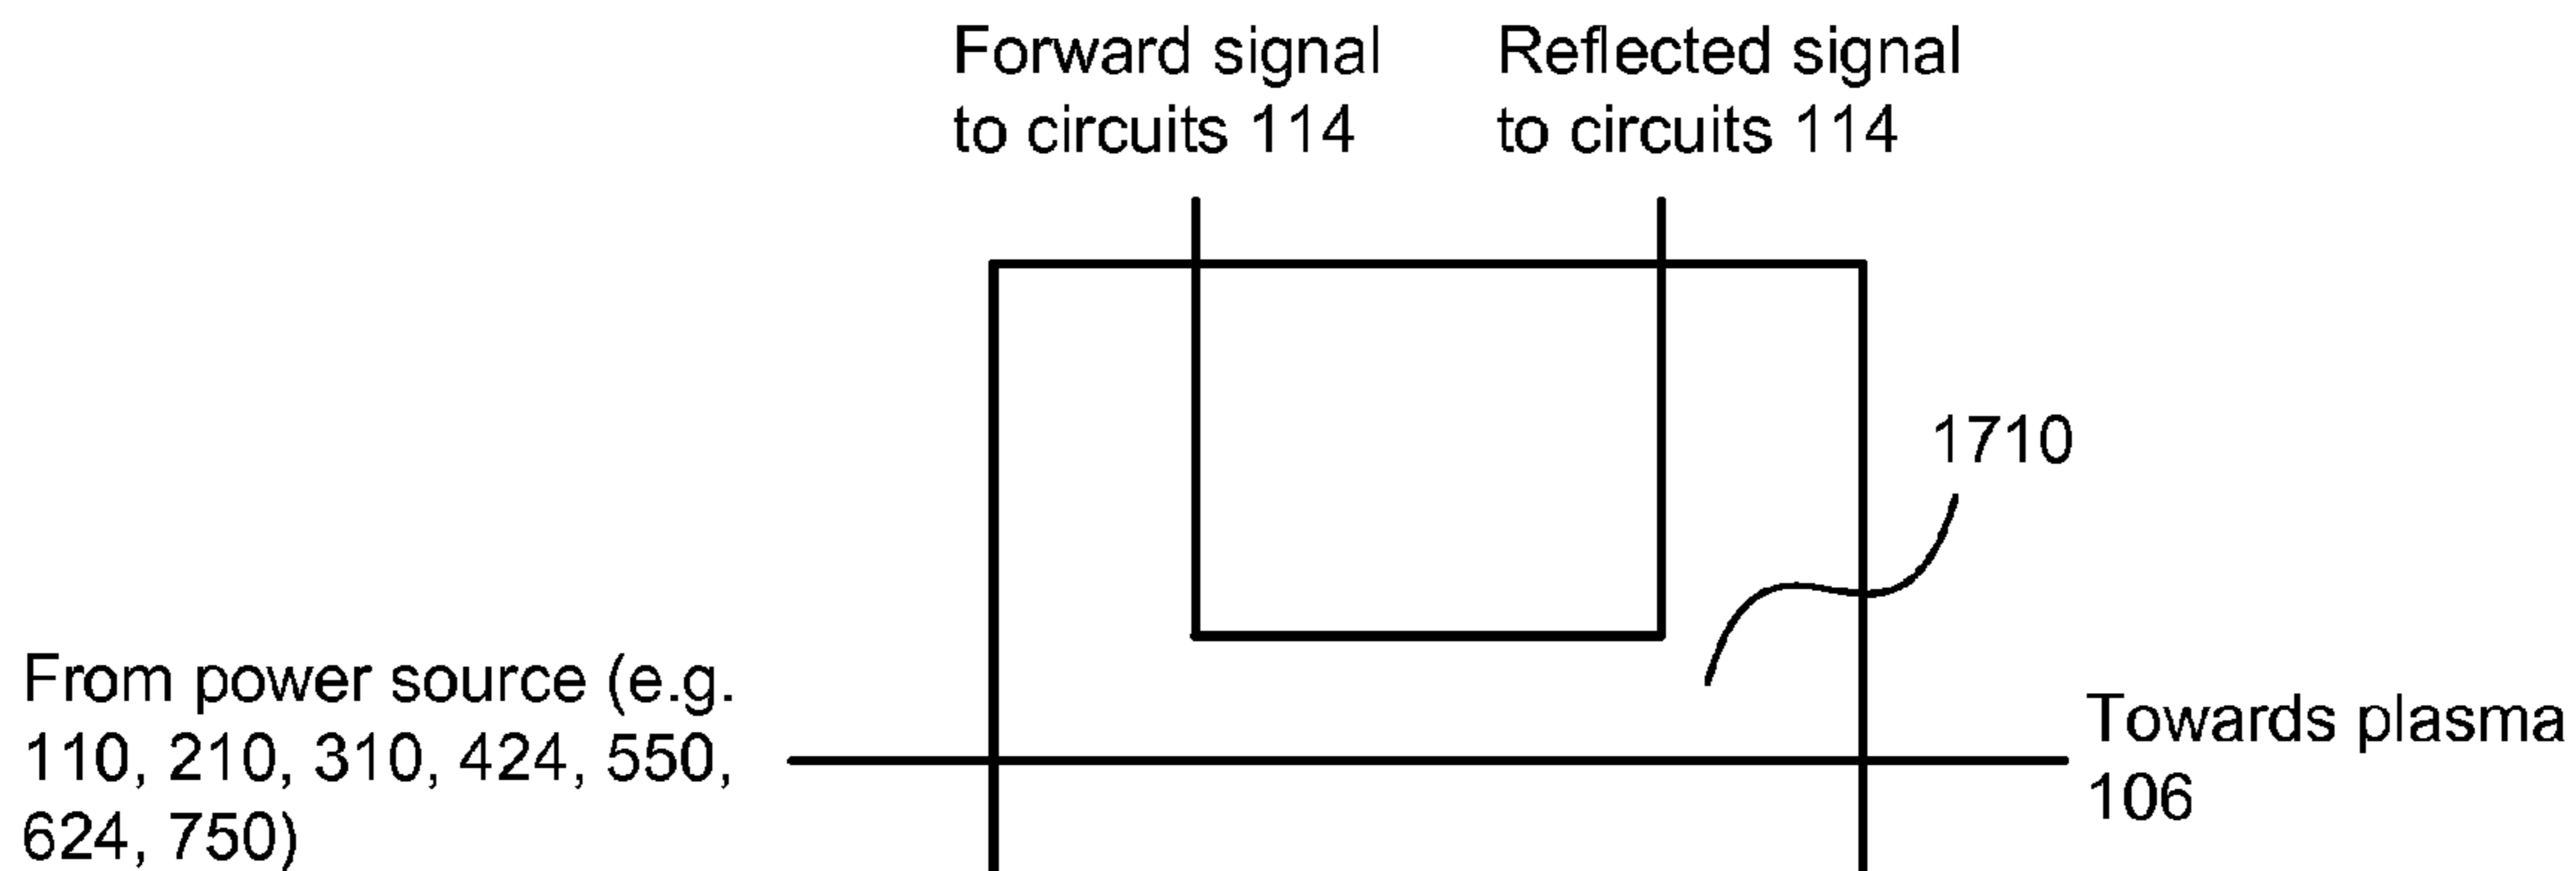 Forward signal
to circuits 114
Reflected signal
to circuits 114
1710
From power source (e.g.
110, 210, 310, 424, 550,
624, 750)
Towards plasma
106